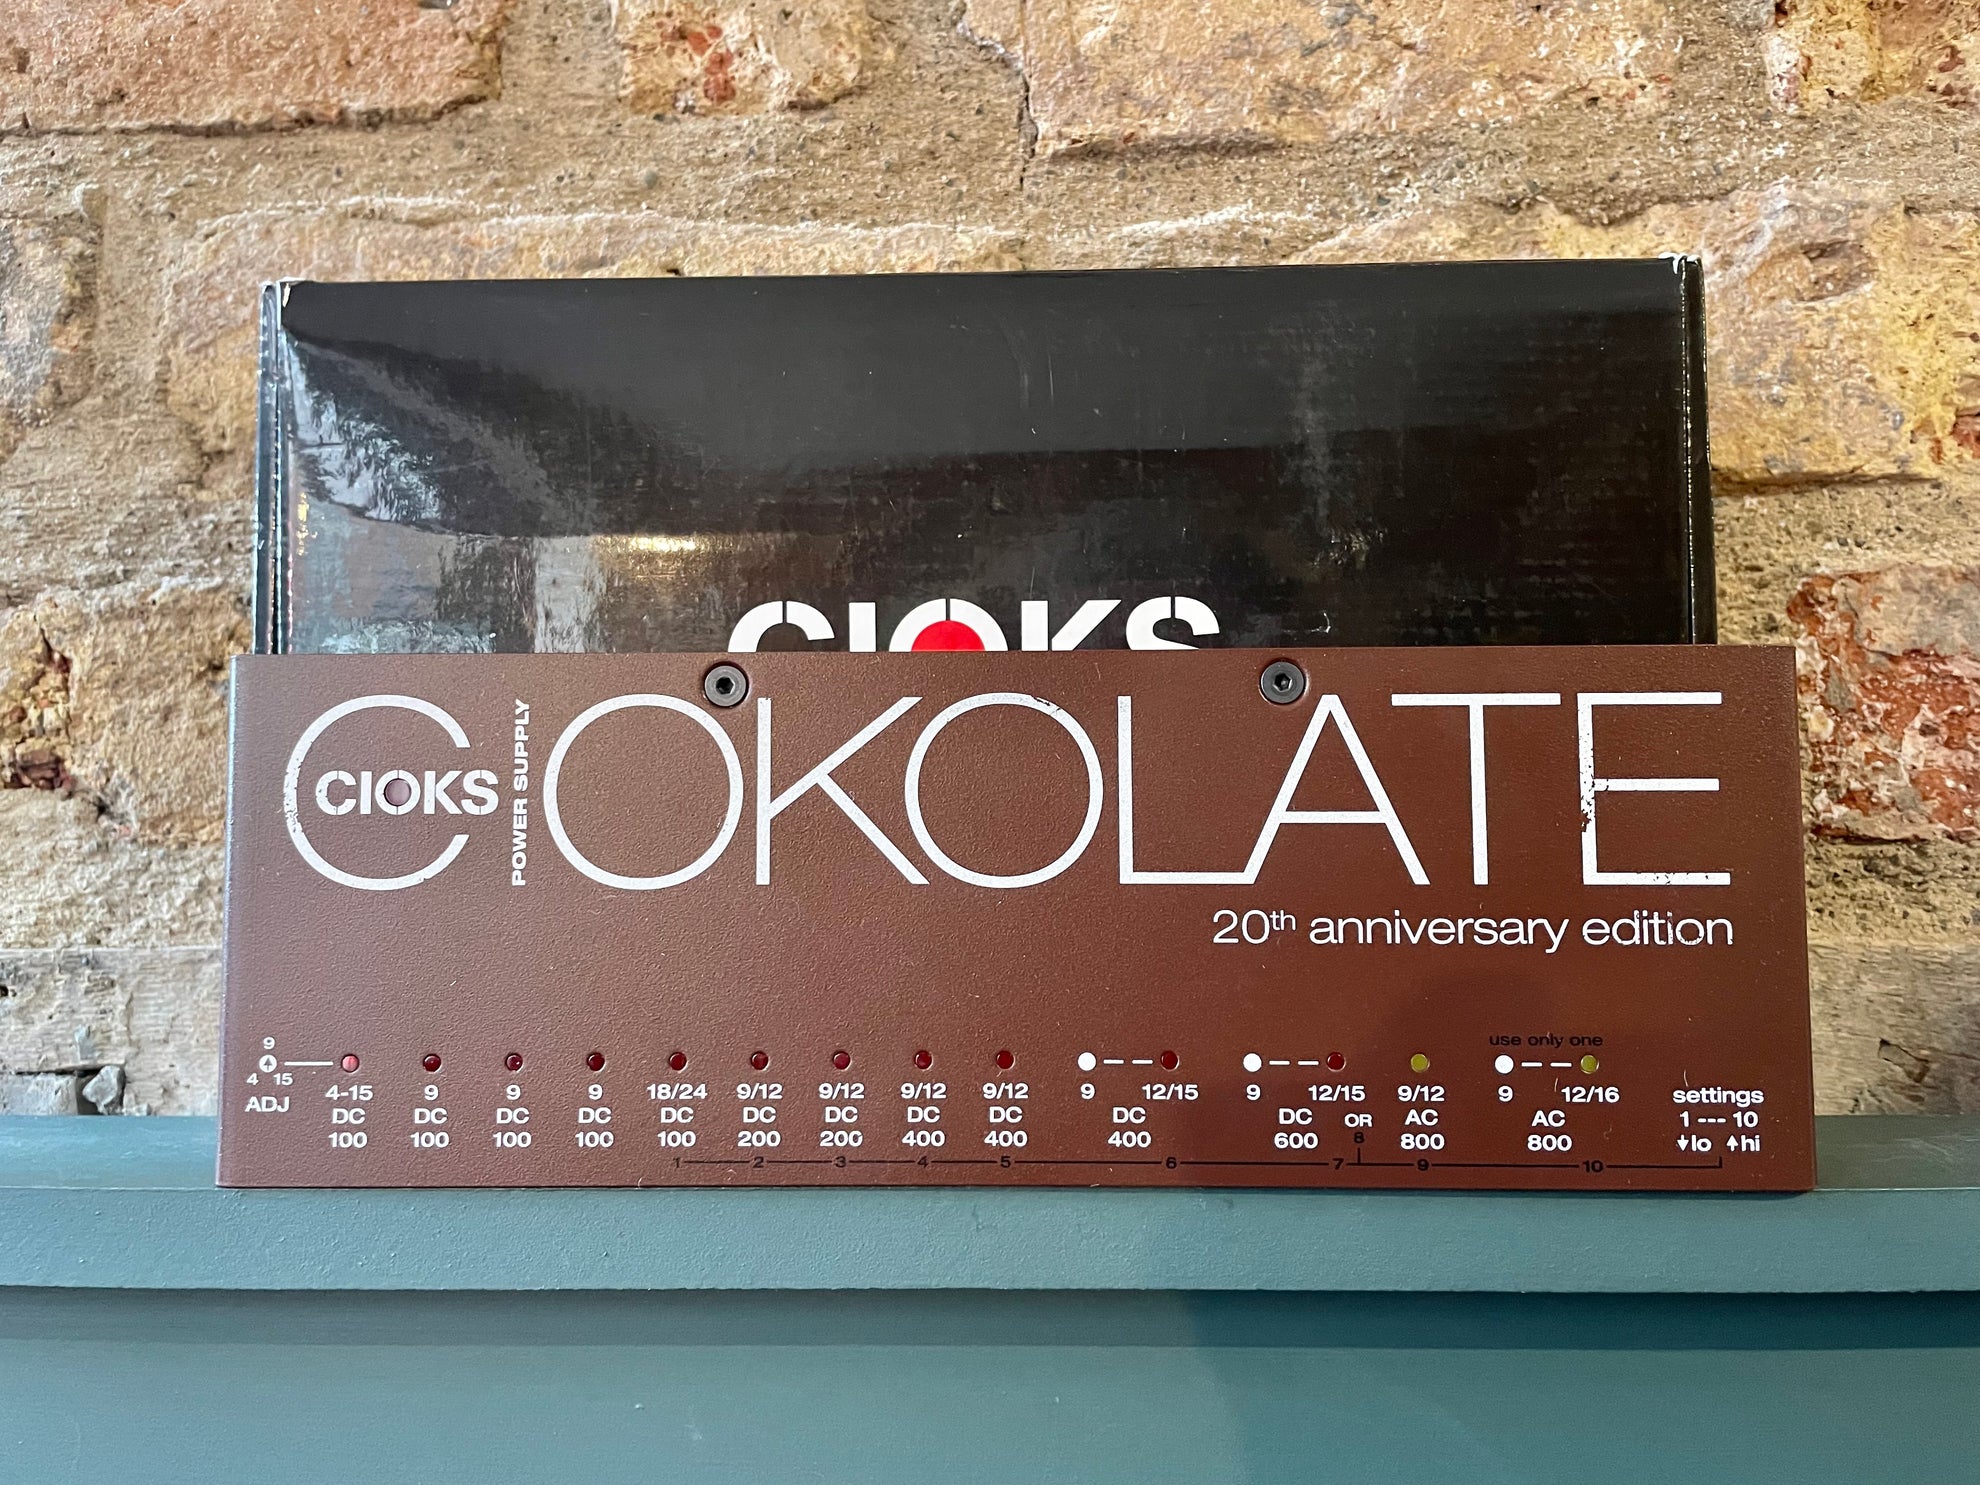 CIOKS
CIOKOLATE
CIOKS
POWER SUPPLY
20th anniversary edition
use only one
9
4 15
ADJ
4-15 9 9 9 18/24 9/12 9/12 9/12 9/12 9 12/15 9 12/15 9/12 9 12/16 settings
DC DC DC DC DC DC DC DC DC DC DC OR AC AC 1 --- 10
100 100 100 100 100 200 200 400 400 400 600 8 800 800 ↓lo ↑hi
1 2 3 4 5 6 7 9 10